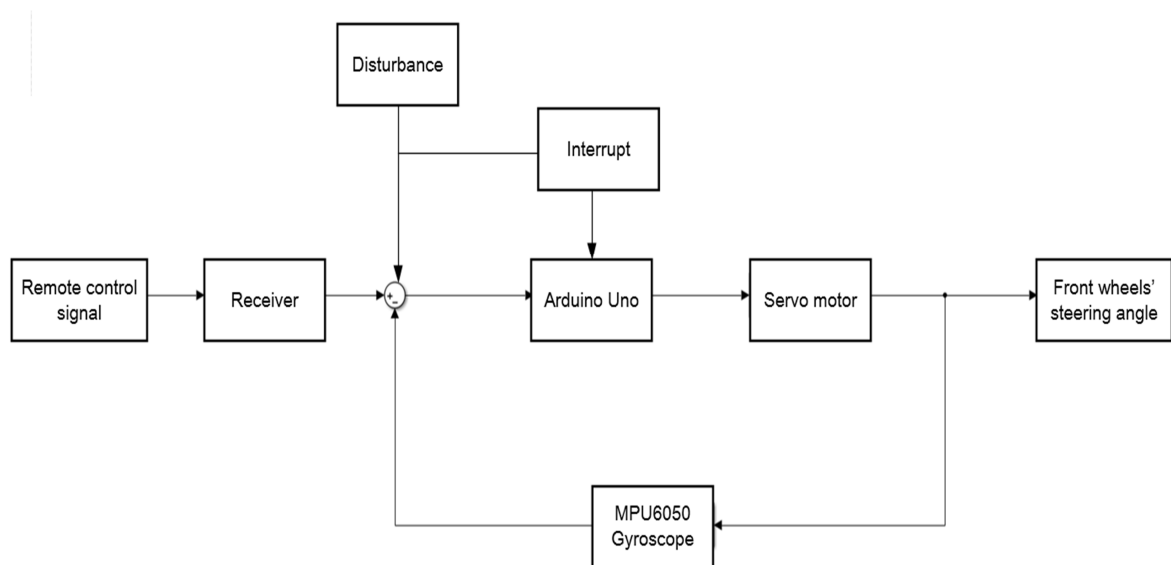 Disturbance
Interrupt
Remote control
signal
Receiver
+
−
Arduino Uno
Servo motor
Front wheels'
steering angle
MPU6050
Gyroscope